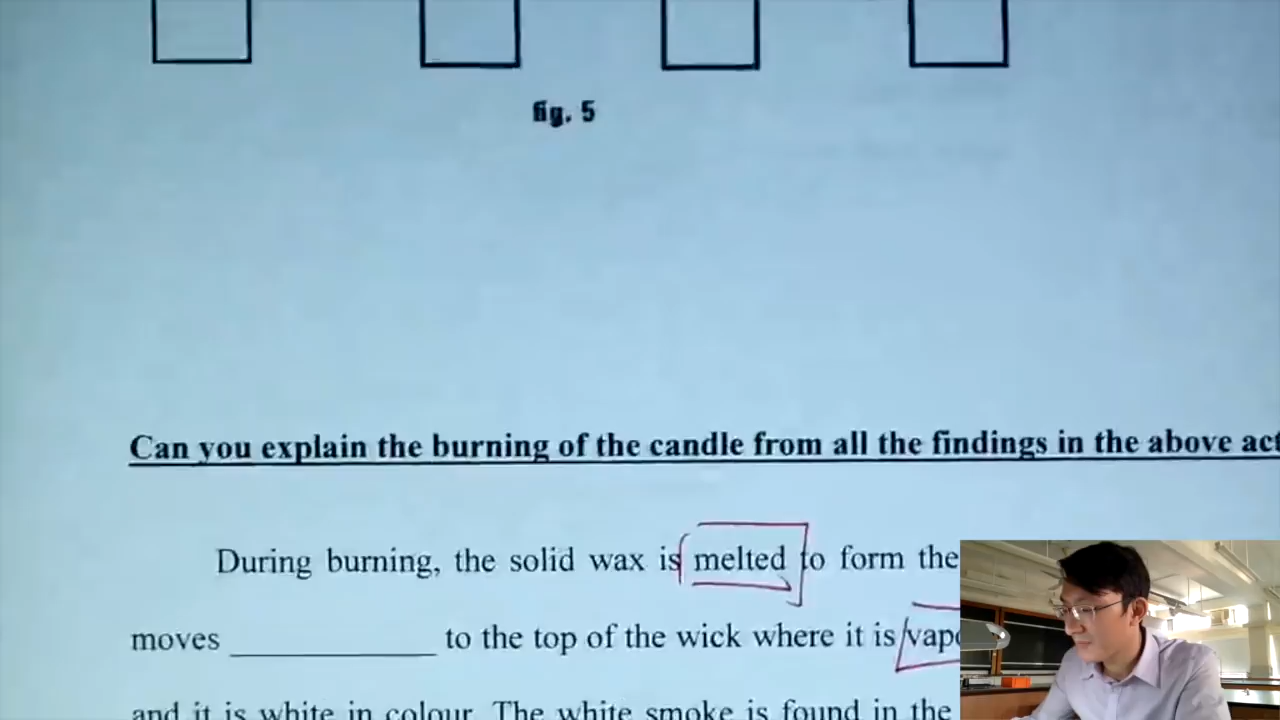 fig. 5
Can you explain the burning of the candle from all the findings in the above
During burning, the solid wax is melted to form the
moves ____________ to the top of the wick where it is
and it is white in colour. The white smoke is found in the